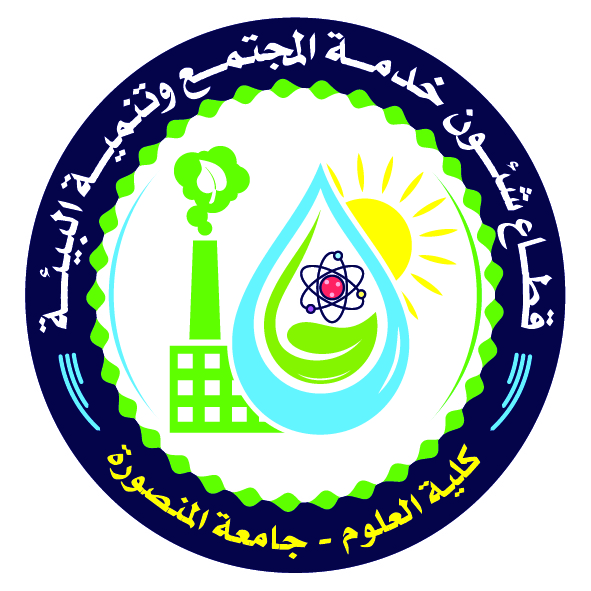 قطاع شئون خدمة المجتمع وتنمية البيئة
كلية العلوم - جامعة المنصورة